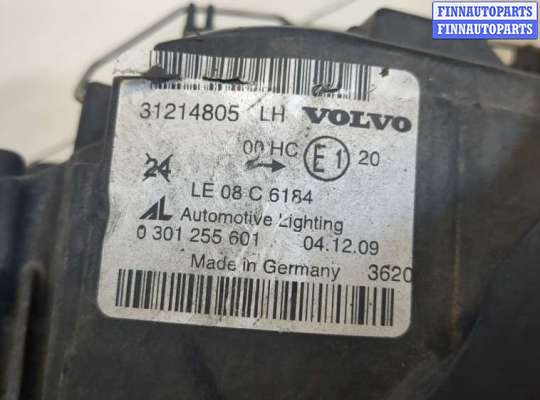 FINNAUTOPARTS
FINNAUTOPARTS
31214805 LH VOLVO
00 HC E1 20
24
LE 08 C 6184
AL Automotive Lighting
0 301 255 601 04.12.09
Made in Germany 3620